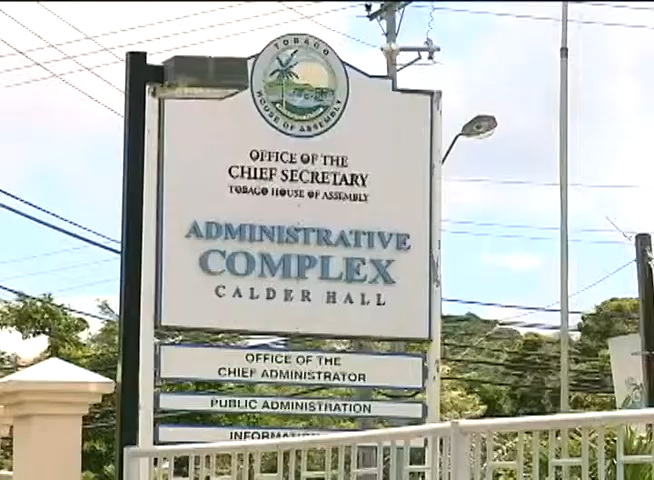 TOBAGO
HOUSE OF ASSEMBLY
OFFICE OF THE
CHIEF SECRETARY
TOBAGO HOUSE OF ASSEMBLY
ADMINISTRATIVE
COMPLEX
CALDER HALL
OFFICE OF THE
CHIEF ADMINISTRATOR
PUBLIC ADMINISTRATION